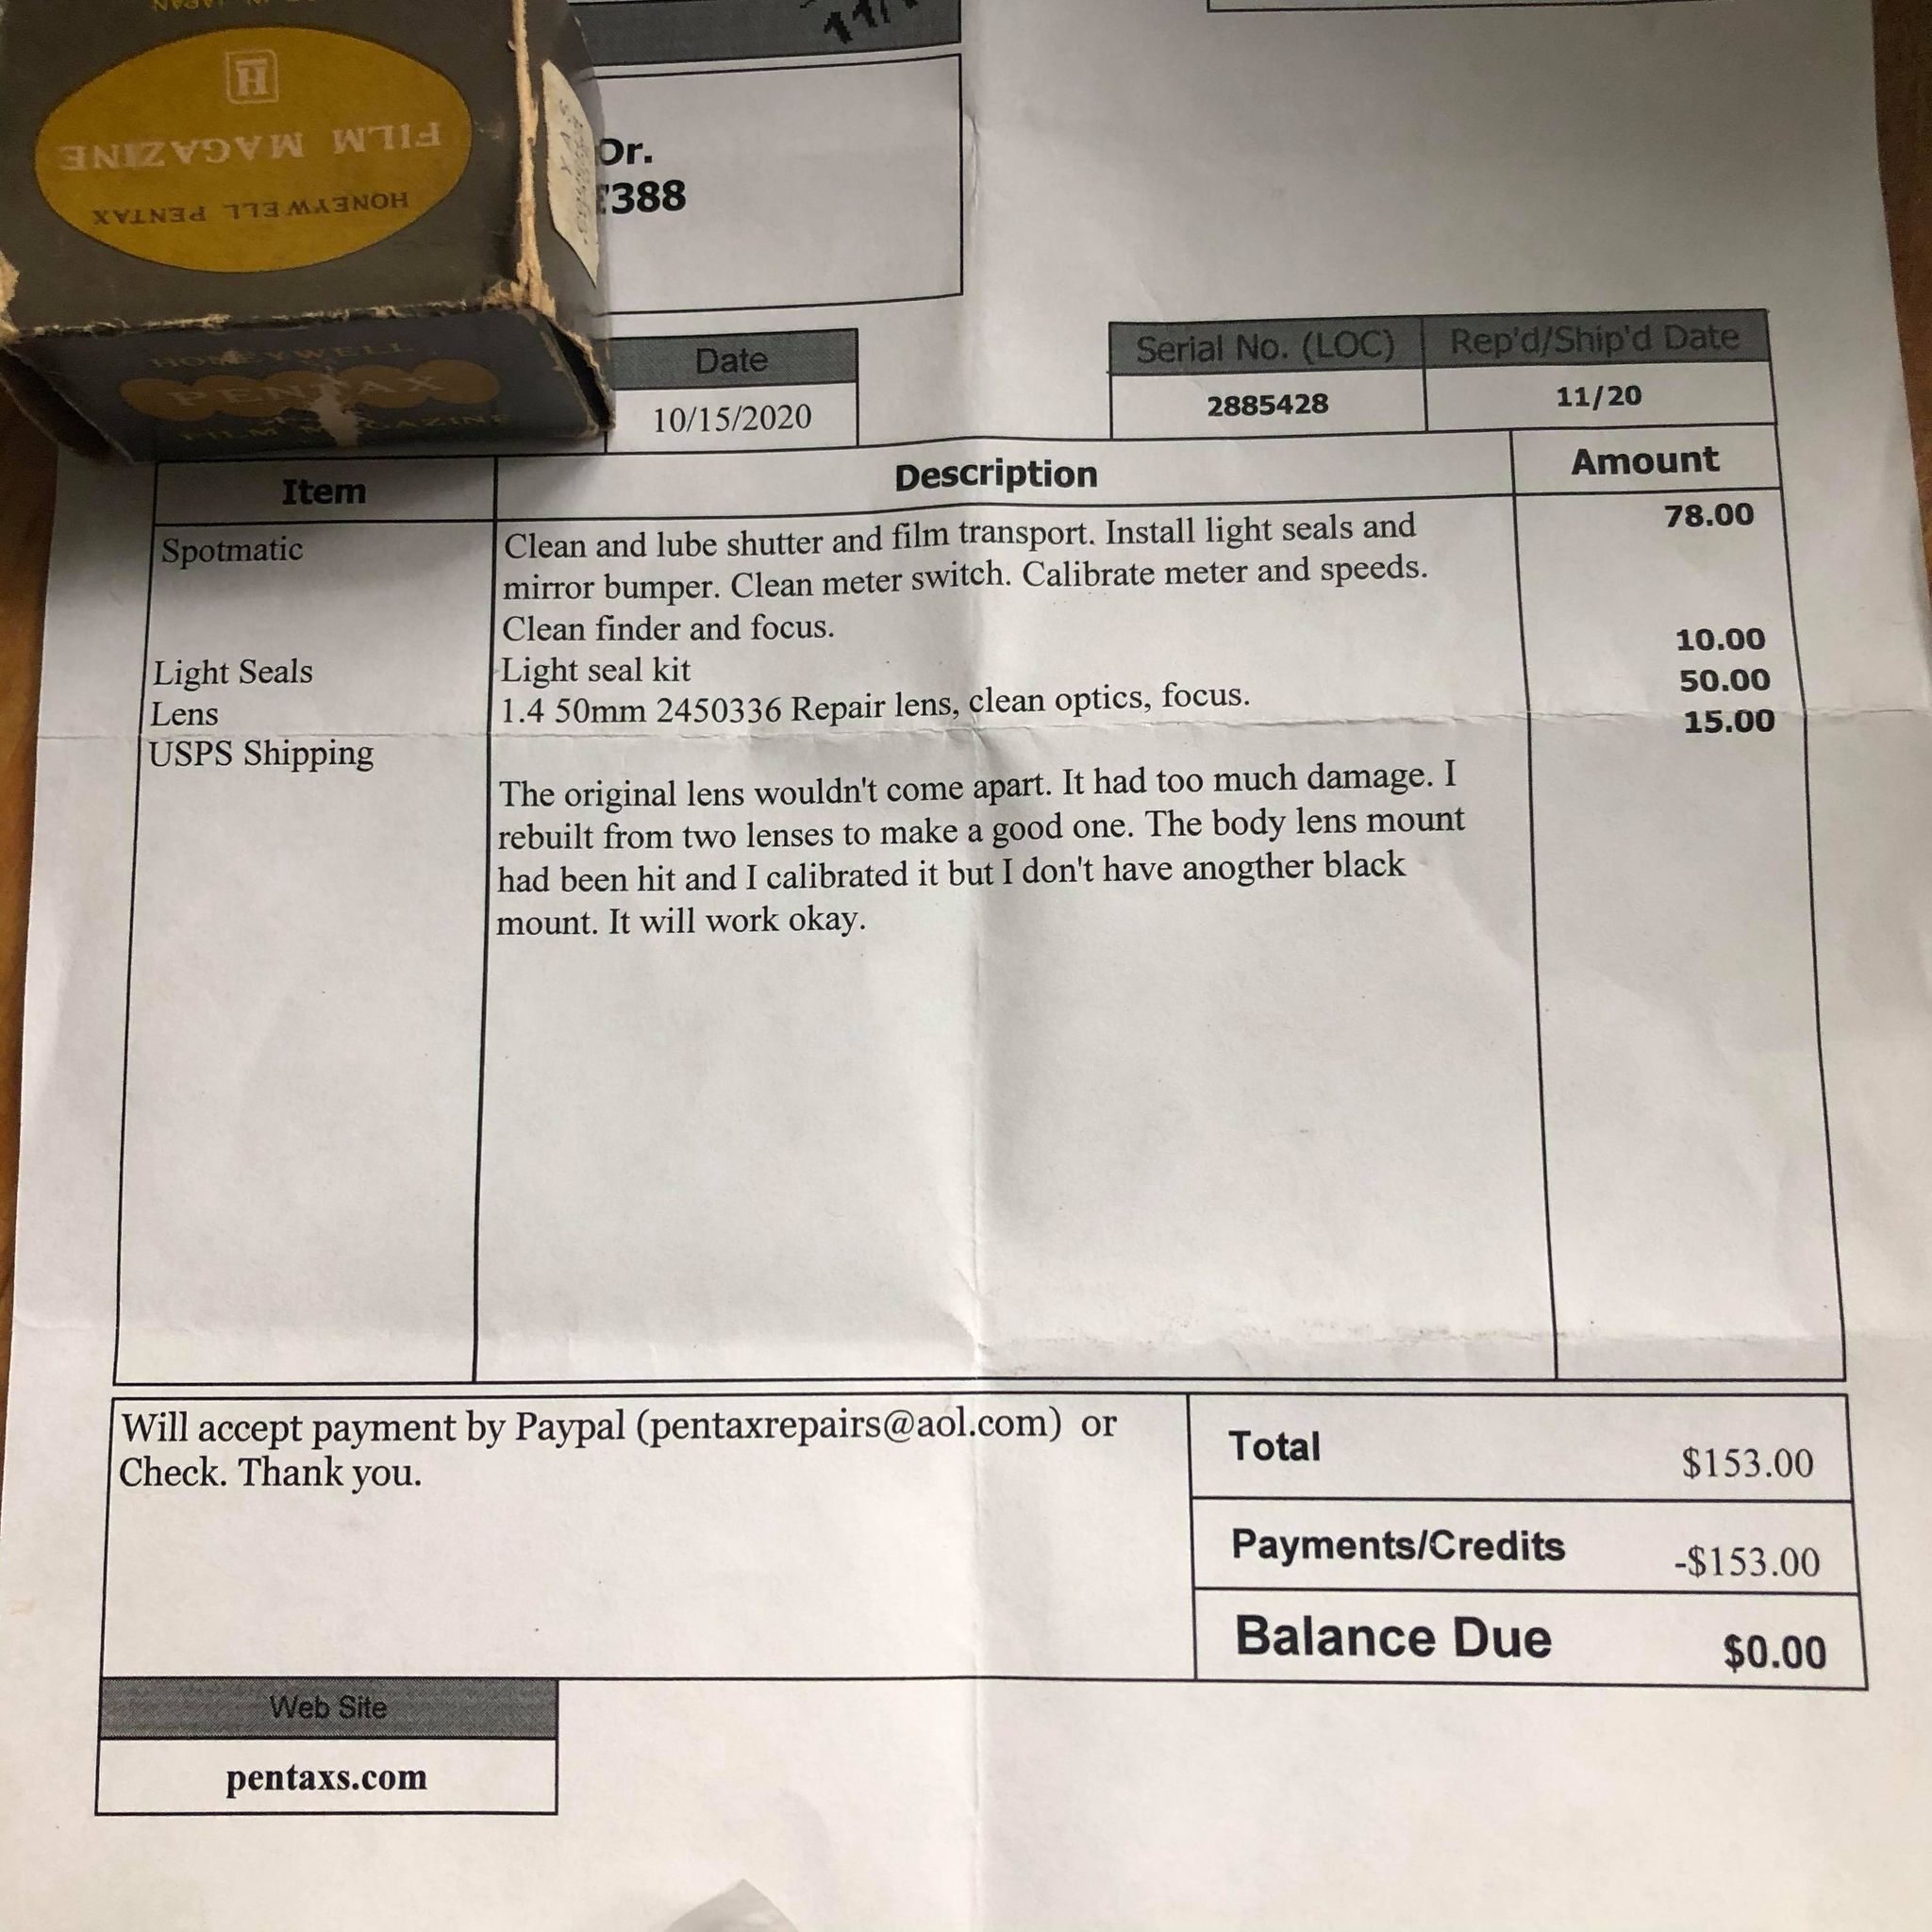 H
FILM MAGAZINE
HONEYWELL PENTAX
HONEYWELL
PENTAX
FILM MAGAZINE
Dr.
388
Date
10/15/2020
Serial No. (LOC) Rep'd/Ship'd Date
2885428 11/20
Item Description Amount
Spotmatic Clean and lube shutter and film transport. Install light seals and 78.00
mirror bumper. Clean meter switch. Calibrate meter and speeds.
Clean finder and focus.
Light Seals Light seal kit 10.00
Lens 1.4 50mm 2450336 Repair lens, clean optics, focus. 50.00
USPS Shipping 15.00
The original lens wouldn't come apart. It had too much damage. I
rebuilt from two lenses to make a good one. The body lens mount
had been hit and I calibrated it but I don't have anogther black
mount. It will work okay.
Will accept payment by Paypal (pentaxrepairs@aol.com) or
Check. Thank you.
Total $153.00
Payments/Credits -$153.00
Balance Due $0.00
Web Site
pentaxs.com